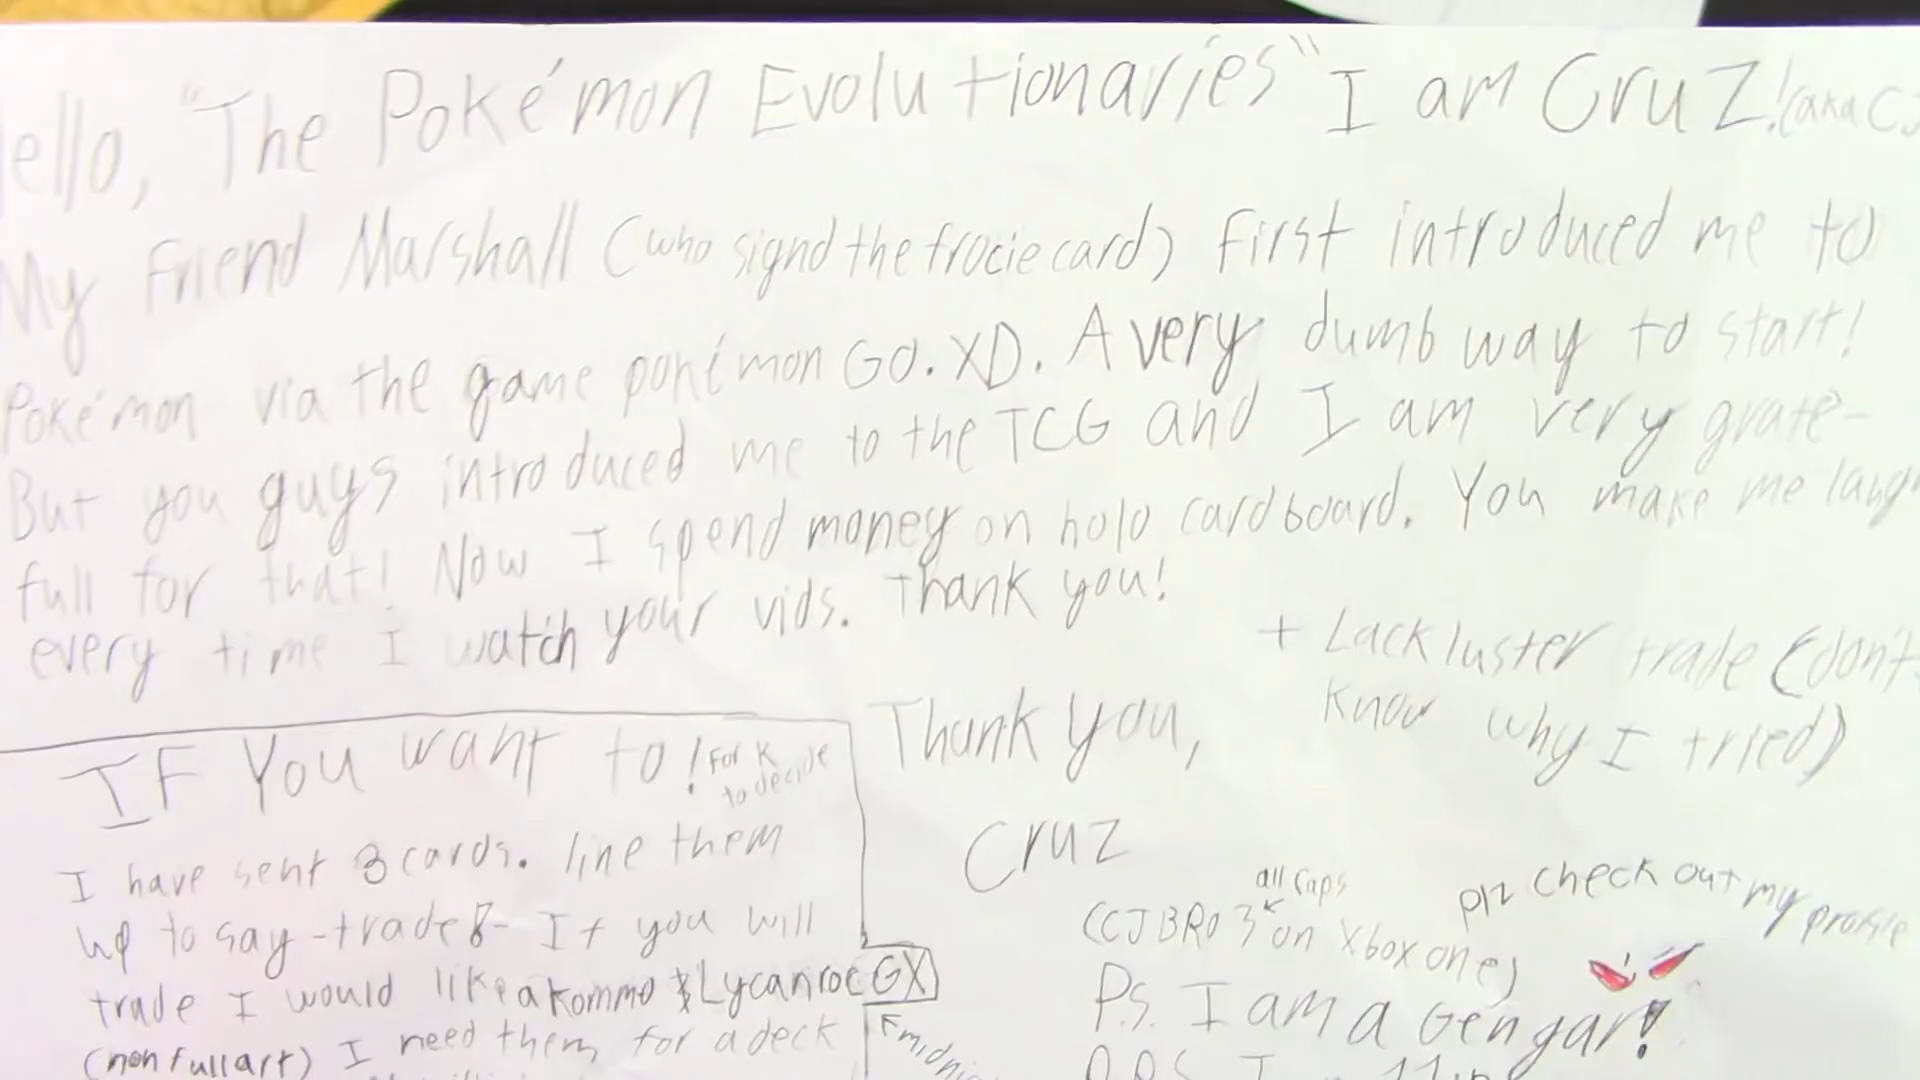 ello, "The Pokémon Evolutionaries" I am Cruz! (aka CJ
My Friend Marshall (who signd the frocie card) first introduced me to
Pokémon via the game pokémon GO. XD. A very dumb way to start!
But you guys introduced me to the TCG and I am very grate-
full for that! Now I spend money on holo cardboard. You make me laugh
every time I watch your vids. Thank you!
+ Lackluster trade (don't
know why I tried)
Thank you,
Cruz
all caps
(CJBRO3 on Xbox one)
plz check out my profile
P.S. I am a Gengar!
IF You want to! For K
to decide
I have sent 3 cards. line them
up to say -trade8- If you will
trade I would like a kommo & Lycanroc GX
(non full art) I need them for a deck